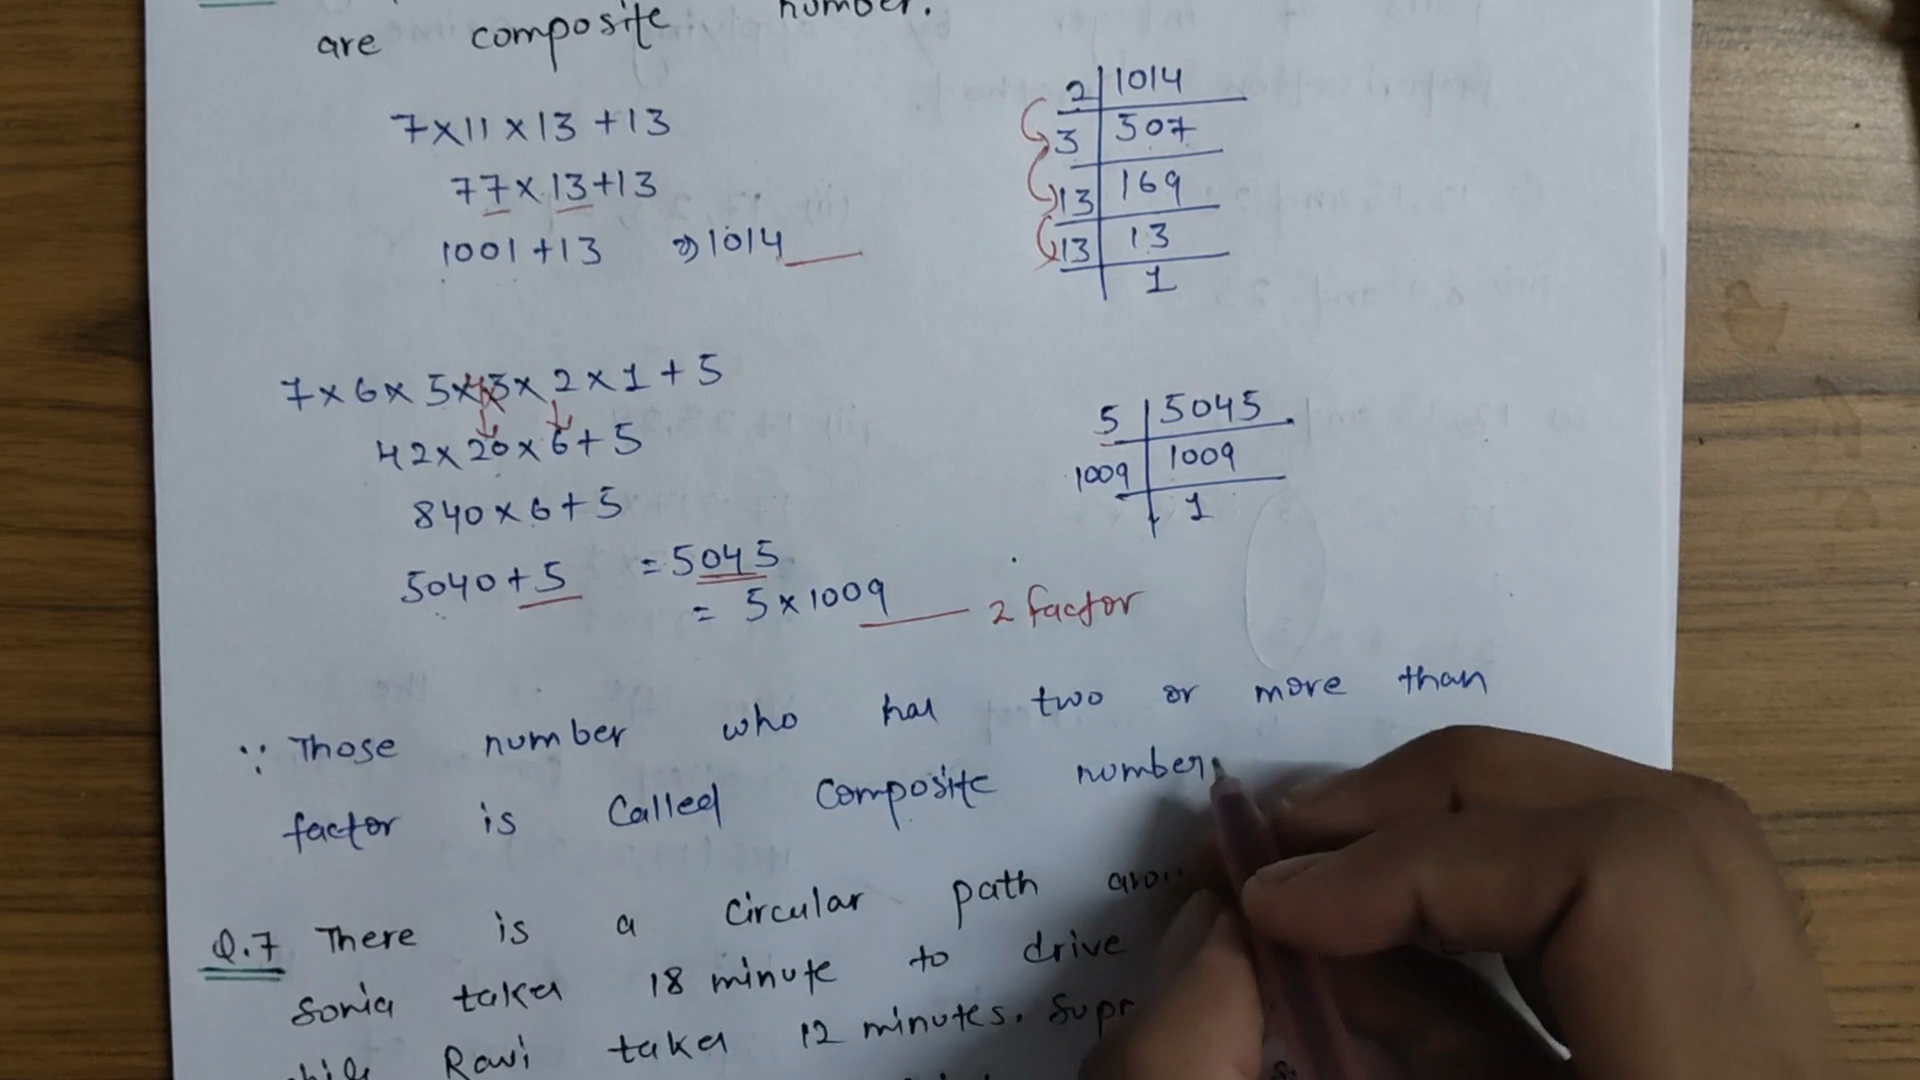 are composite number.
7×11×13+13
77×13+13
1001+13 ⇒1014
2 | 1014
3 | 507
13 | 169
13 | 13
1
7×6×5×4×3×2×1+5
42×20×6+5
840×6+5
5040+5 =5045
= 5×1009 2 factor
5 | 5045
1009 | 1009
1
∵ Those number who has two or more than
factor is Called Composite number
Q.7 There is a Circular path
Sonia takes 18 minute to drive
Ravi takes 12 minutes.